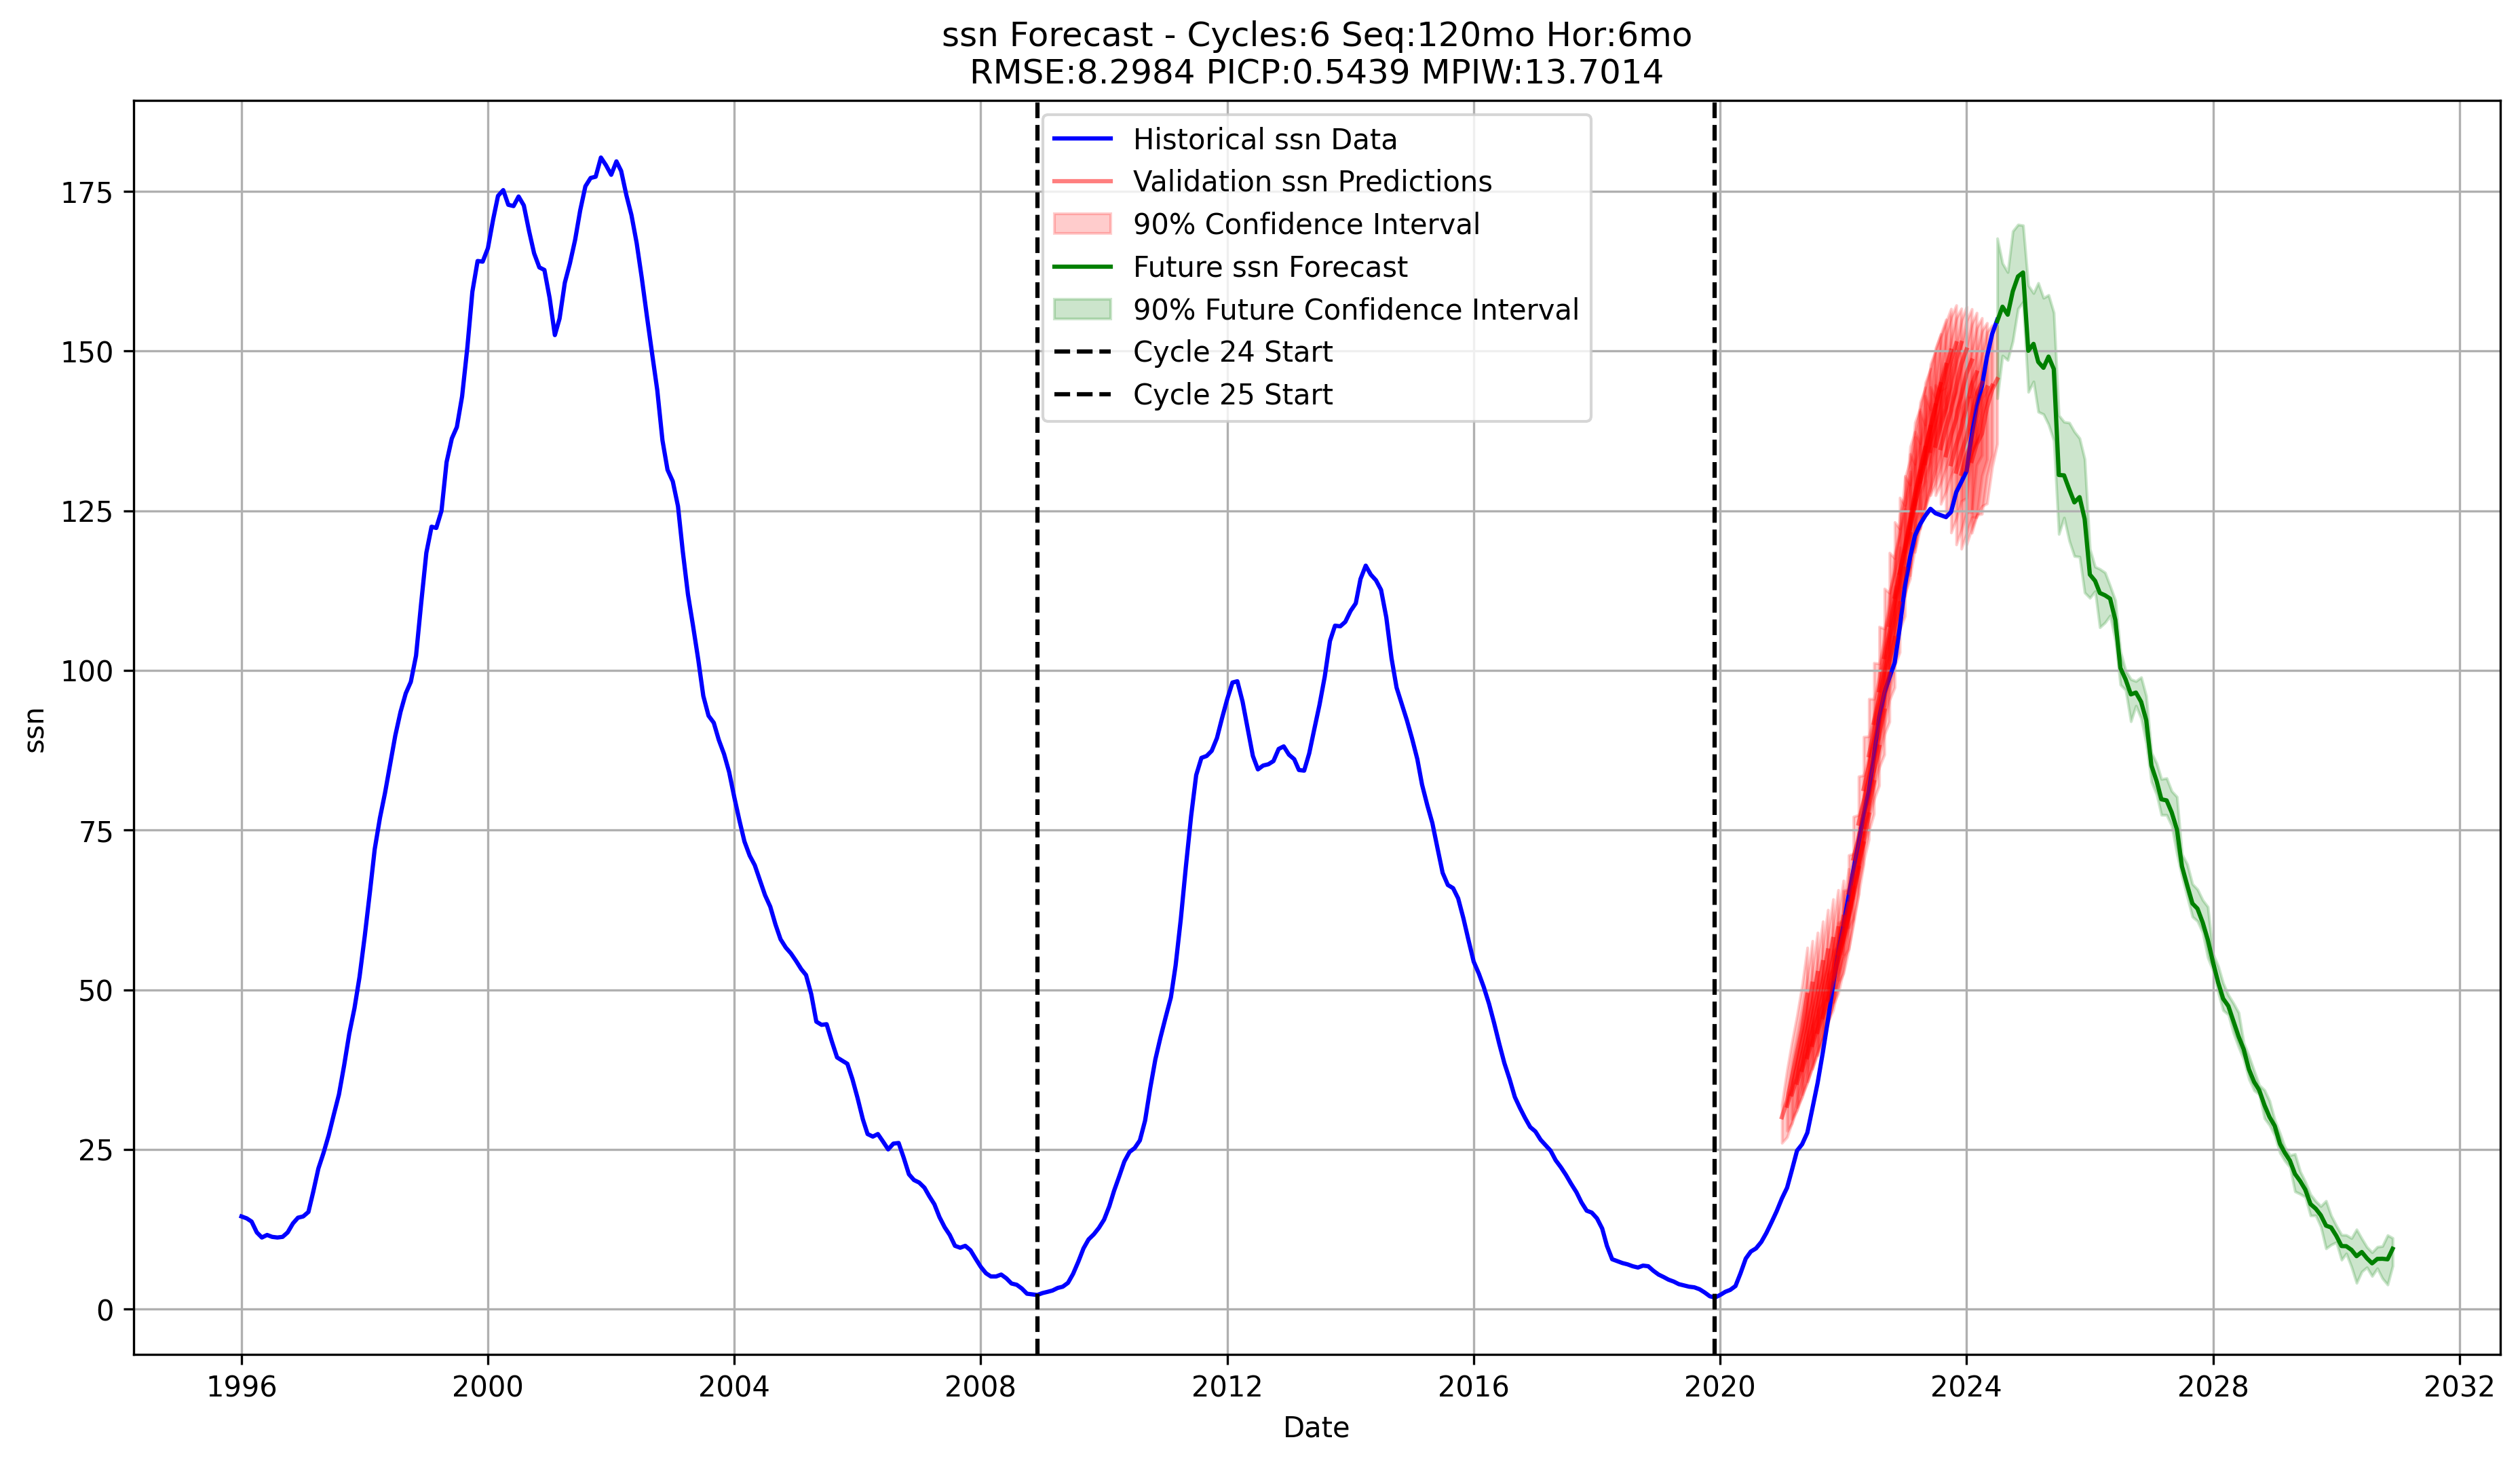 ssn Forecast - Cycles:6 Seq:120mo Hor:6mo
RMSE:8.2984 PICP:0.5439 MPIW:13.7014
Historical ssn Data
Validation ssn Predictions
90% Confidence Interval
Future ssn Forecast
90% Future Confidence Interval
Cycle 24 Start
Cycle 25 Start
175
150
125
100
75
50
25
0
ssn
1996 2000 2004 2008 2012 2016 2020 2024 2028 2032
Date